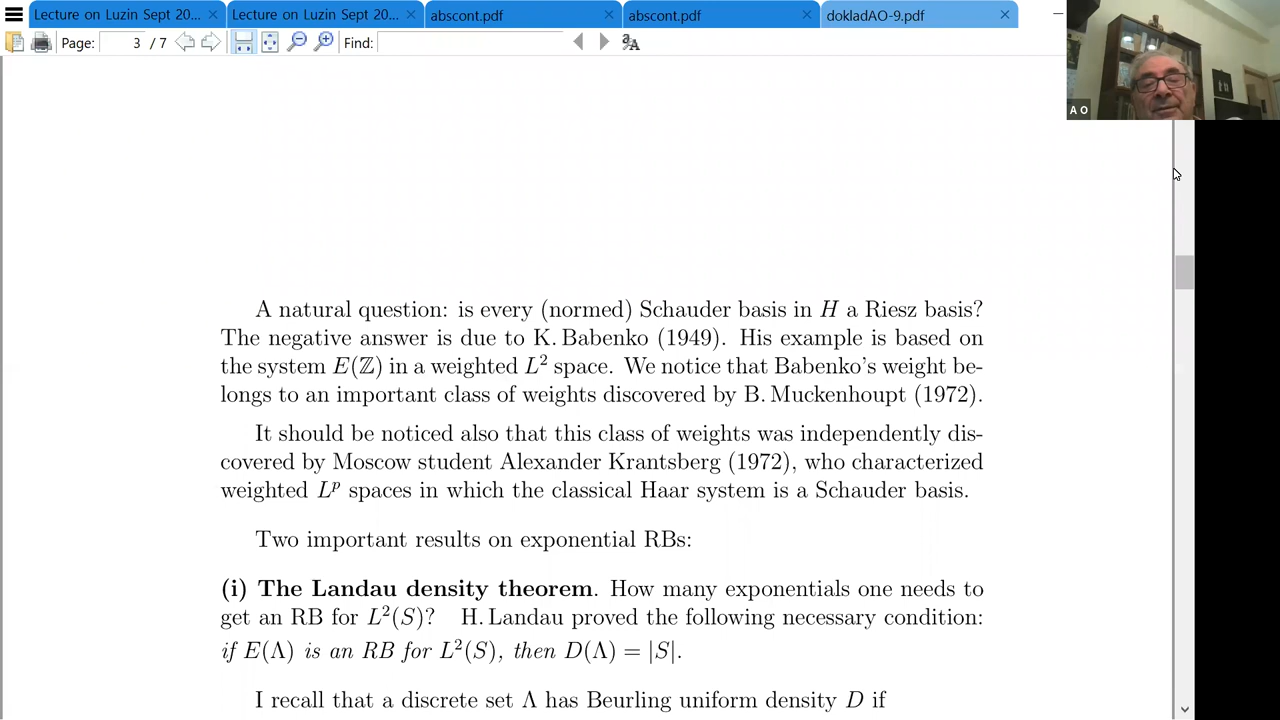 Lecture on Luzin Sept 20...
Lecture on Luzin Sept 20...
abscont.pdf
abscont.pdf
dokladAO-9.pdf
Page: 3 / 7 Find:
A O
A natural question: is every (normed) Schauder basis in H a Riesz basis?
The negative answer is due to K. Babenko (1949). His example is based on
the system E(ℤ) in a weighted L² space. We notice that Babenko's weight be-
longs to an important class of weights discovered by B. Muckenhoupt (1972).
It should be noticed also that this class of weights was independently dis-
covered by Moscow student Alexander Krantsberg (1972), who characterized
weighted Lᵖ spaces in which the classical Haar system is a Schauder basis.
Two important results on exponential RBs:
(i) The Landau density theorem. How many exponentials one needs to
get an RB for L²(S)? H. Landau proved the following necessary condition:
if E(Λ) is an RB for L²(S), then D(Λ) = |S|.
I recall that a discrete set Λ has Beurling uniform density D if